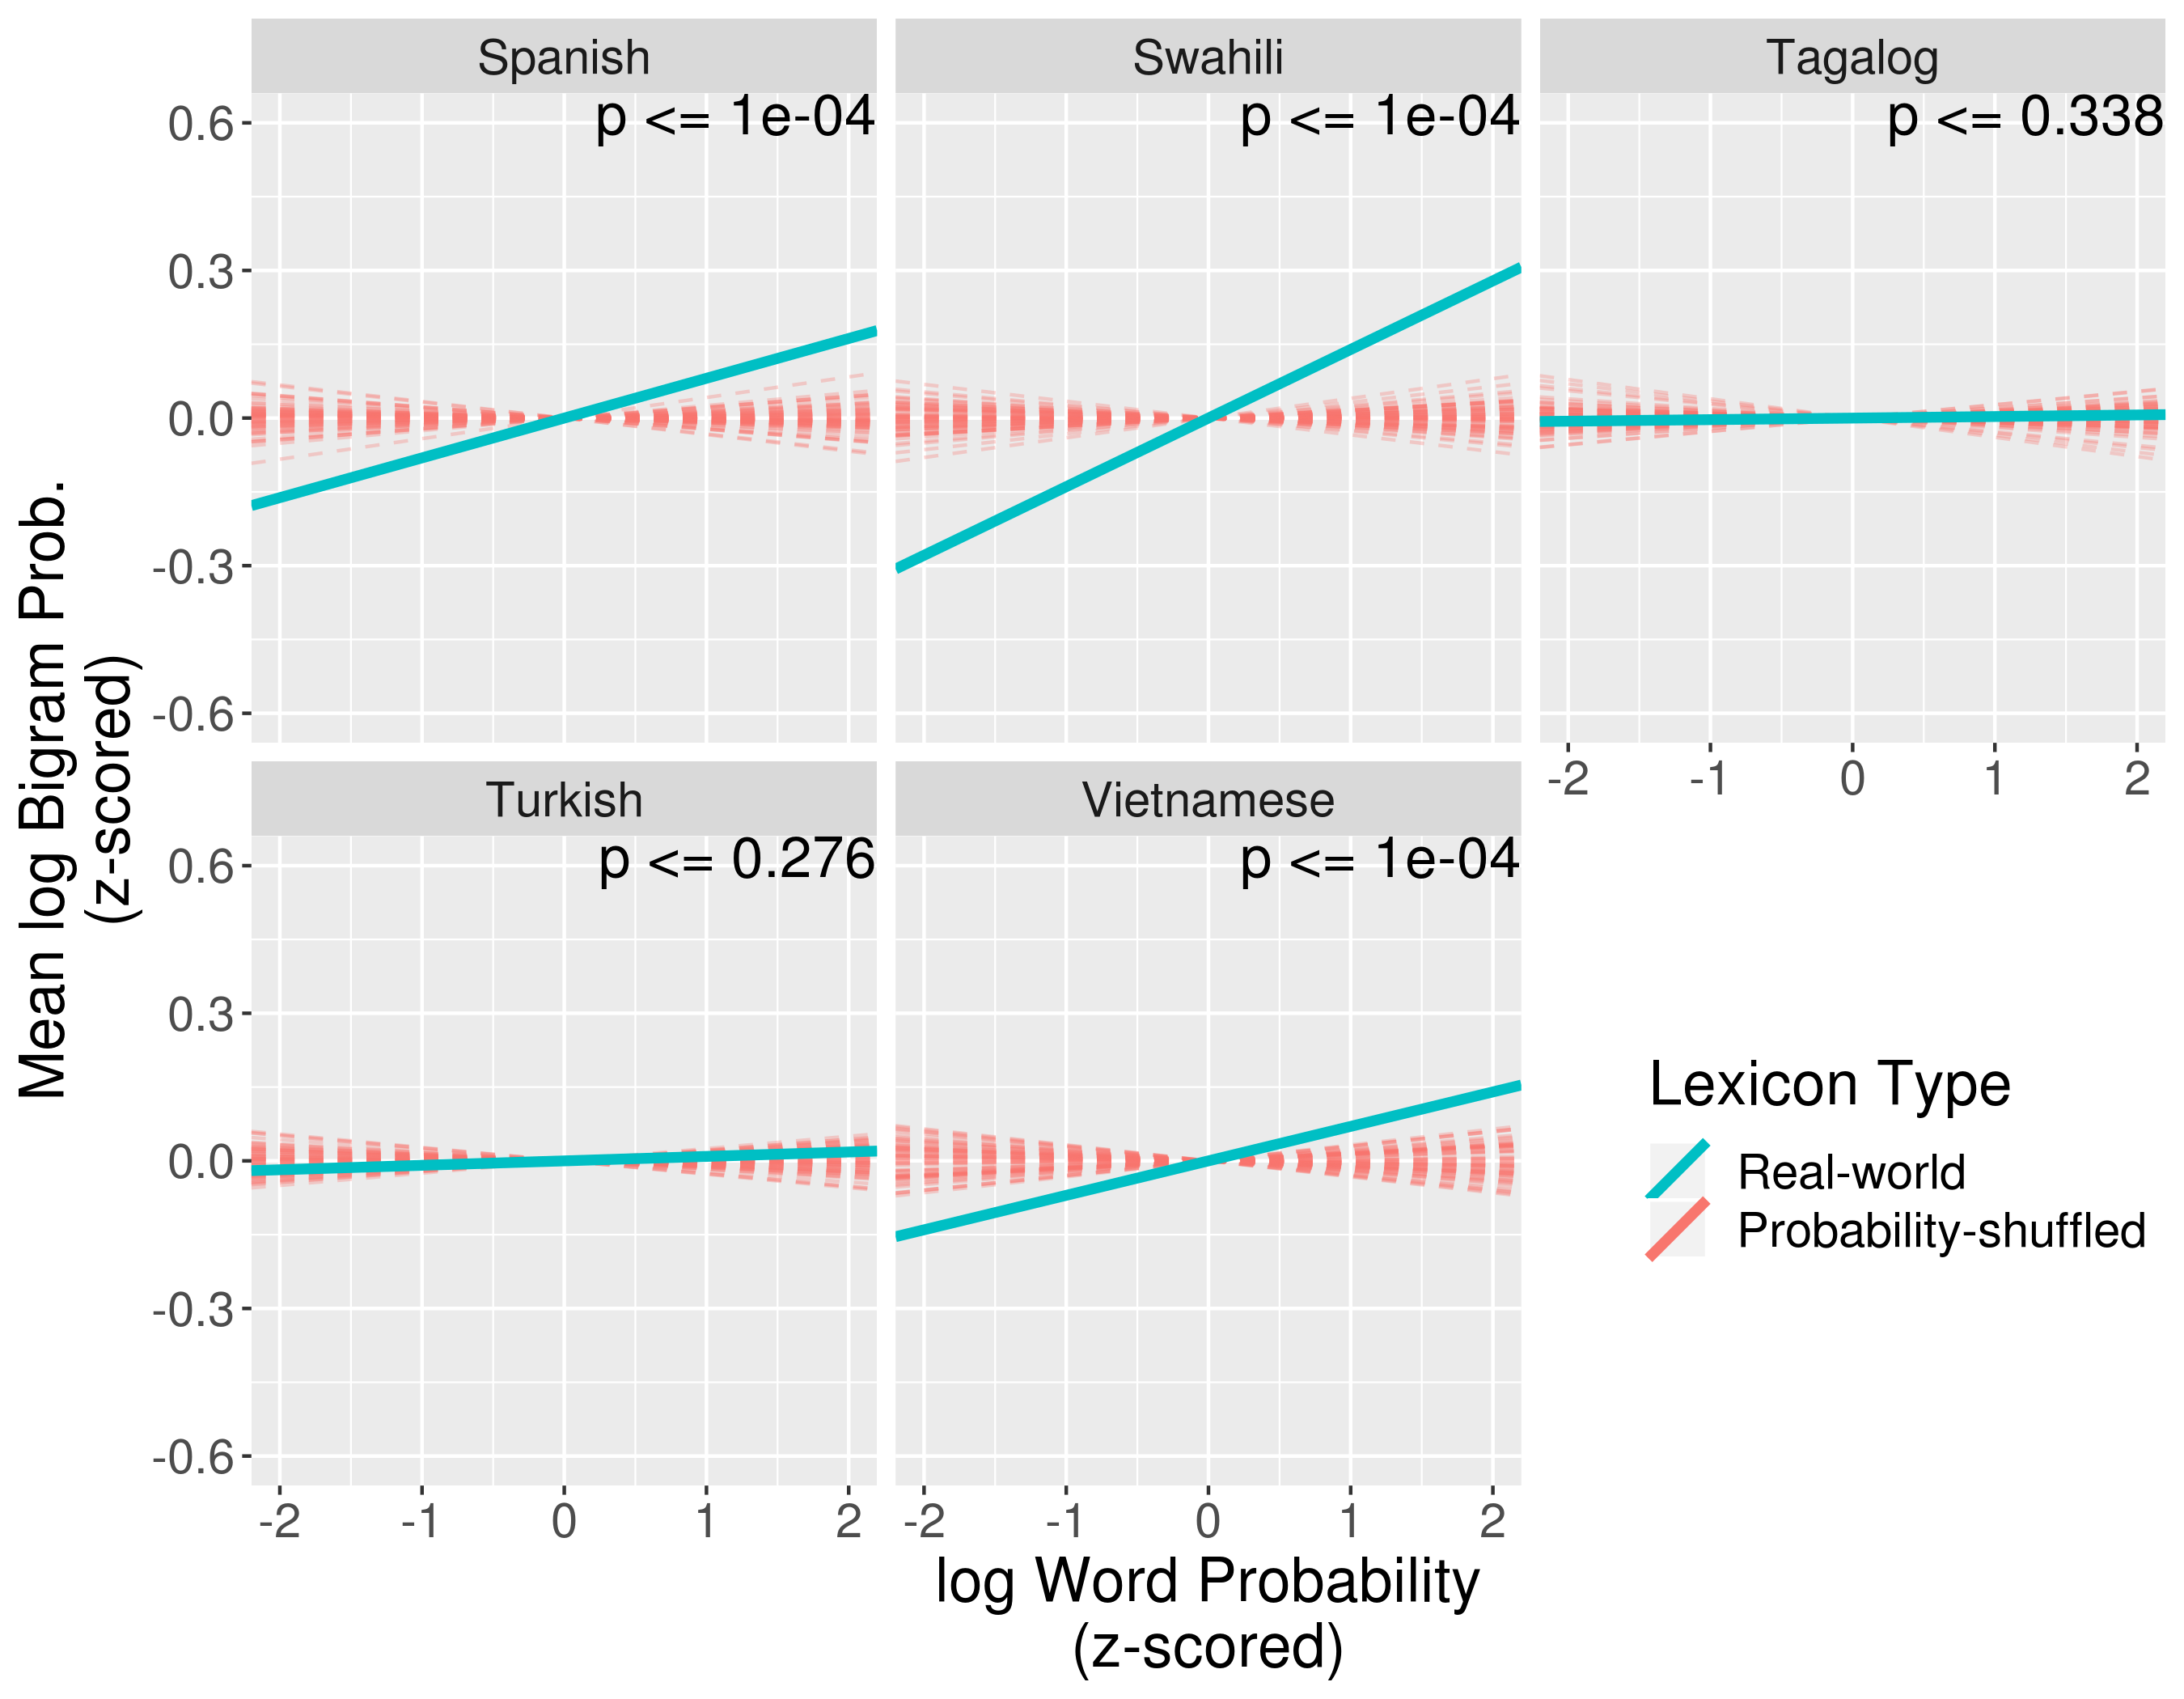 Spanish
Swahili
Tagalog
p <= 1e-04
p <= 1e-04
p <= 0.338
0.6
0.3
0.0
-0.3
-0.6
-2 -1 0 1 2
Turkish
Vietnamese
p <= 0.276
p <= 1e-04
0.6
0.3
0.0
-0.3
-0.6
-2 -1 0 1 2
-2 -1 0 1 2
Mean log Bigram Prob.
(z-scored)
log Word Probability
(z-scored)
Lexicon Type
Real-world
Probability-shuffled